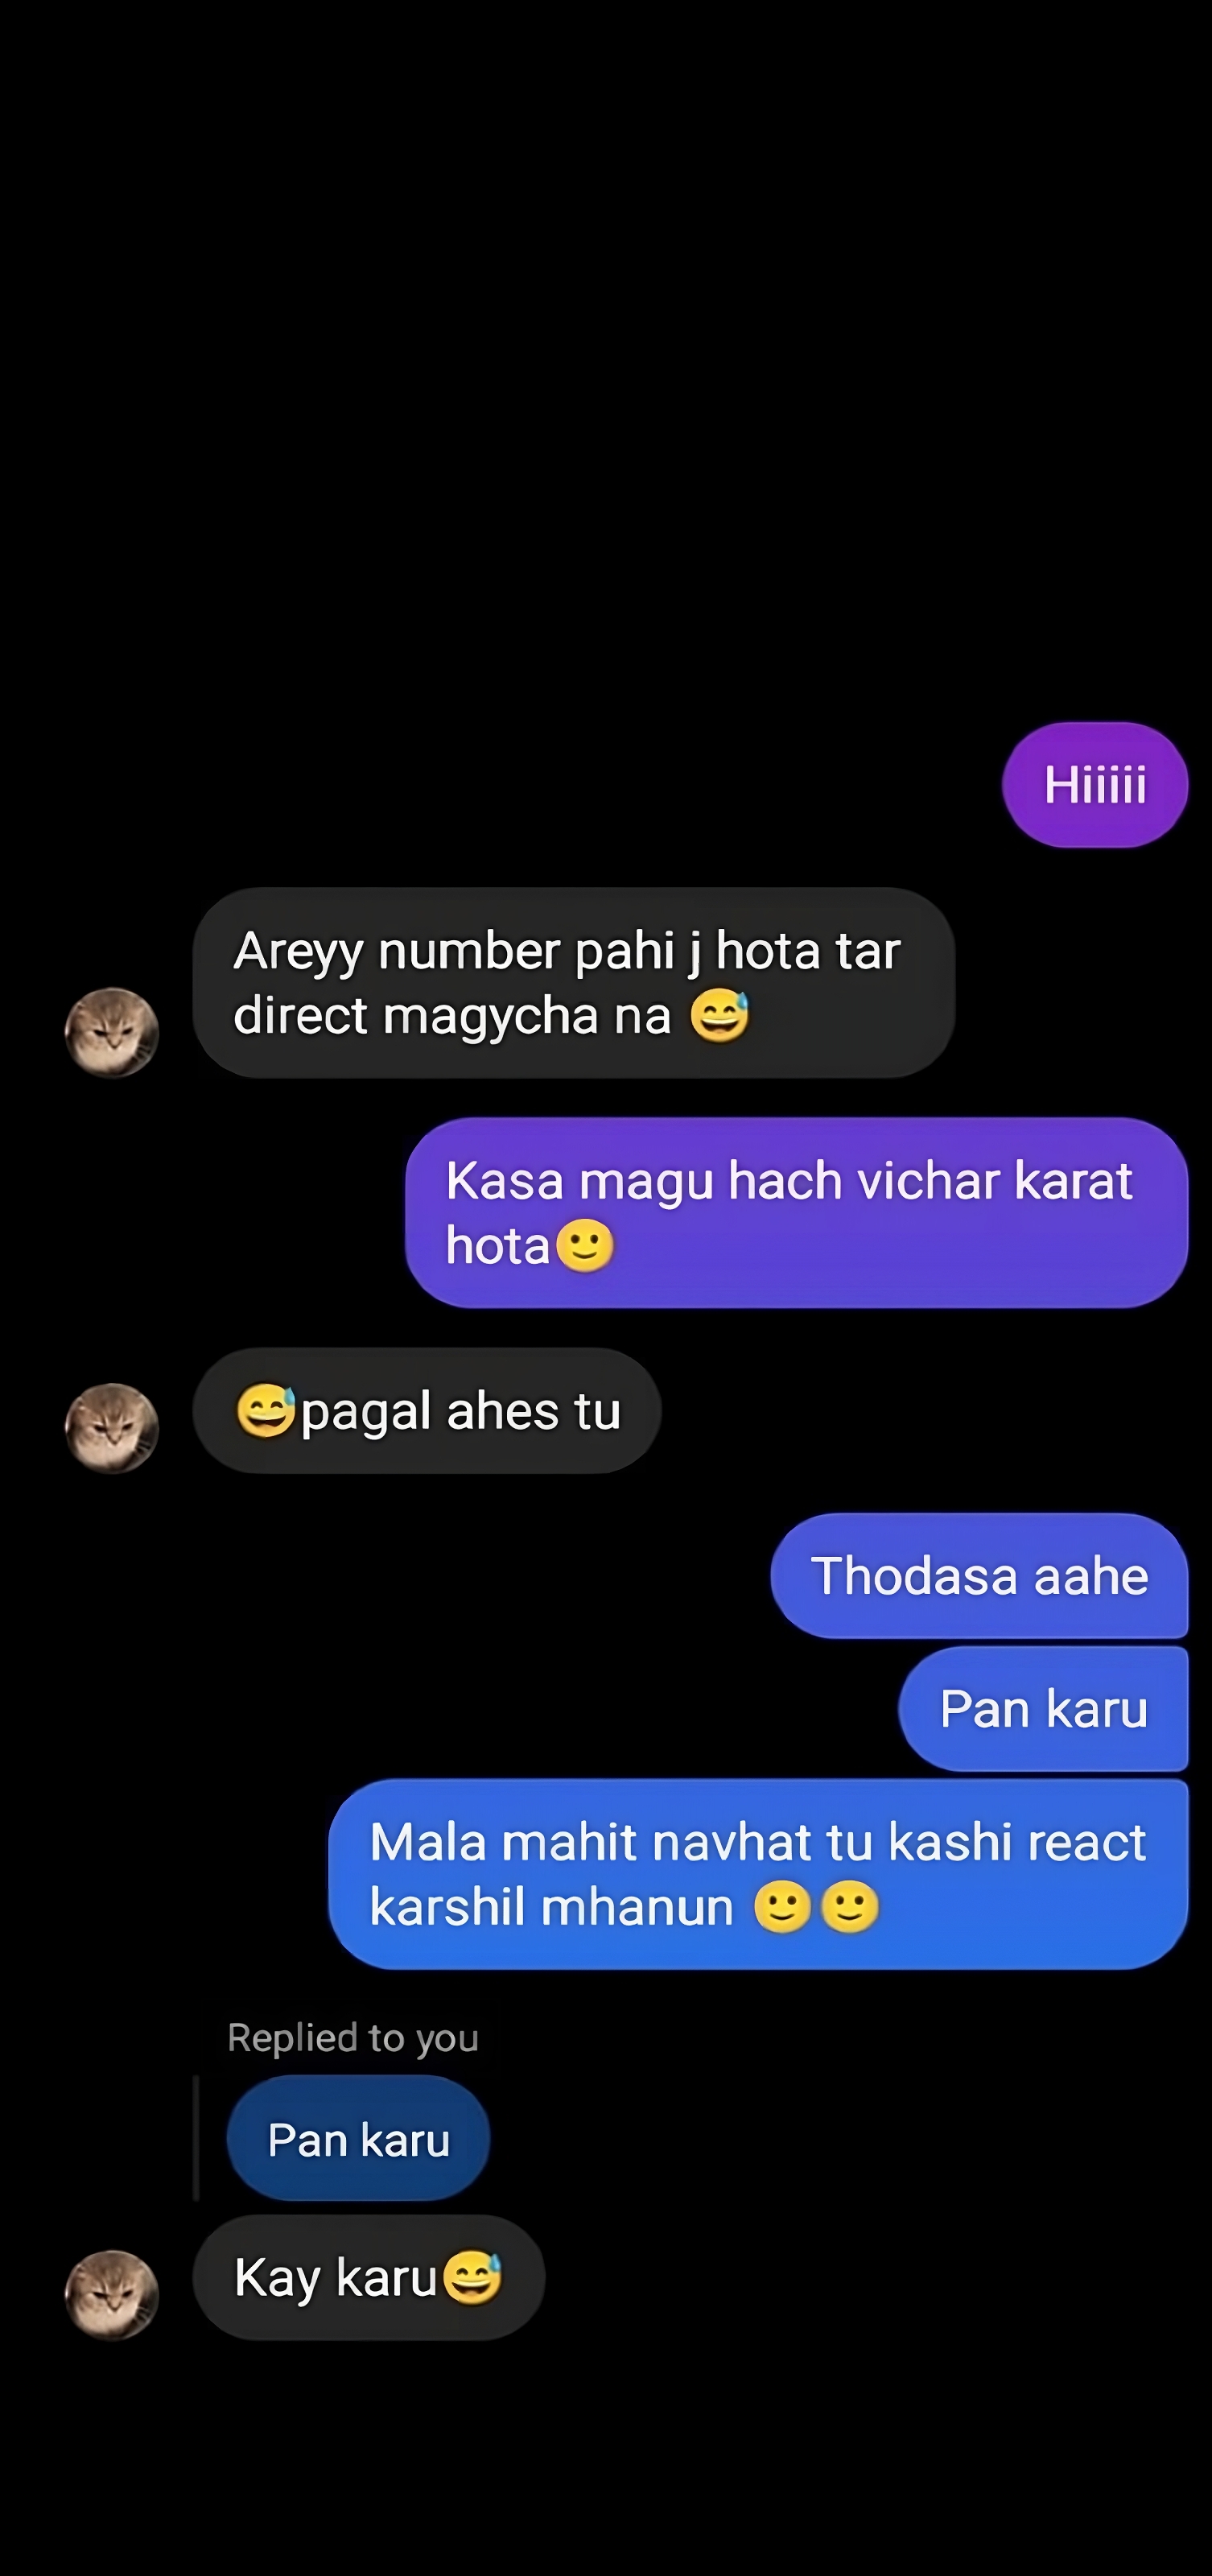 Hiiiii
Areyy number pahi j hota tar
direct magycha na 😅
Kasa magu hach vichar karat
hota🙂
😅pagal ahes tu
Thodasa aahe
Pan karu
Mala mahit navhat tu kashi react
karshil mhanun 🙂🙂
Replied to you
Pan karu
Kay karu😅